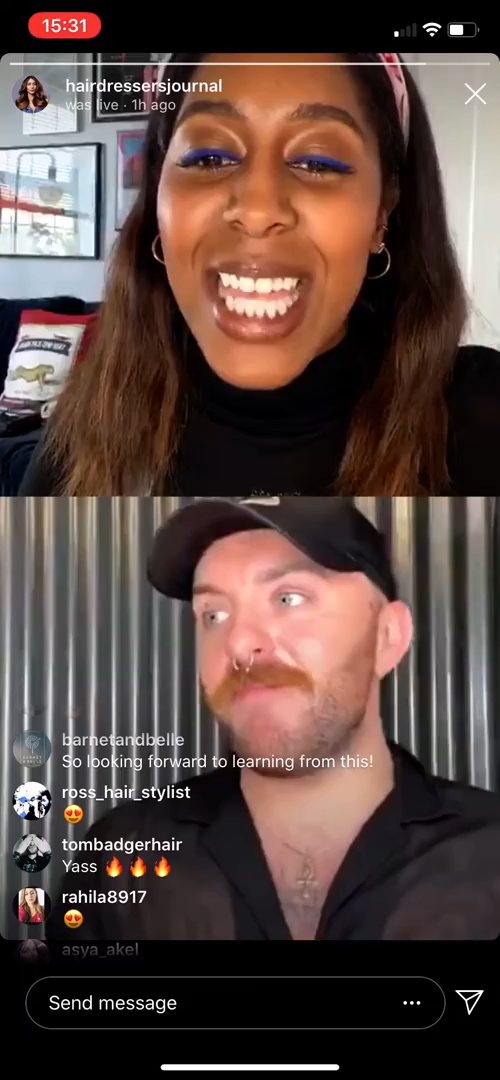 15:31
hairdressersjournal
was live · 1h ago
barnetandbelle
So looking forward to learning from this!
ross_hair_stylist
😍
tombadgerhair
Yass 🔥🔥🔥
rahila8917
😍
asya_akel
Send message